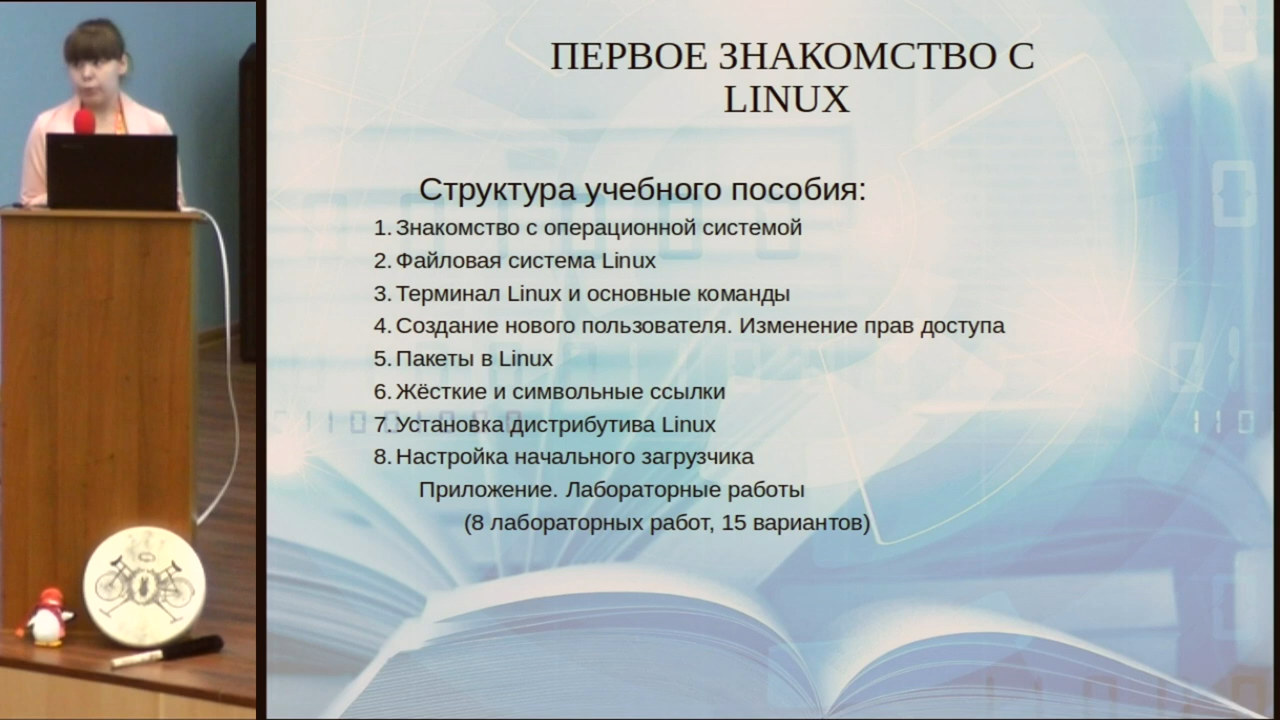 ПЕРВОЕ ЗНАКОМСТВО С
LINUX
Структура учебного пособия:
1. Знакомство с операционной системой
2. Файловая система Linux
3. Терминал Linux и основные команды
4. Создание нового пользователя. Изменение прав доступа
5. Пакеты в Linux
6. Жёсткие и символьные ссылки
7. Установка дистрибутива Linux
8. Настройка начального загрузчика
Приложение. Лабораторные работы
(8 лабораторных работ, 15 вариантов)